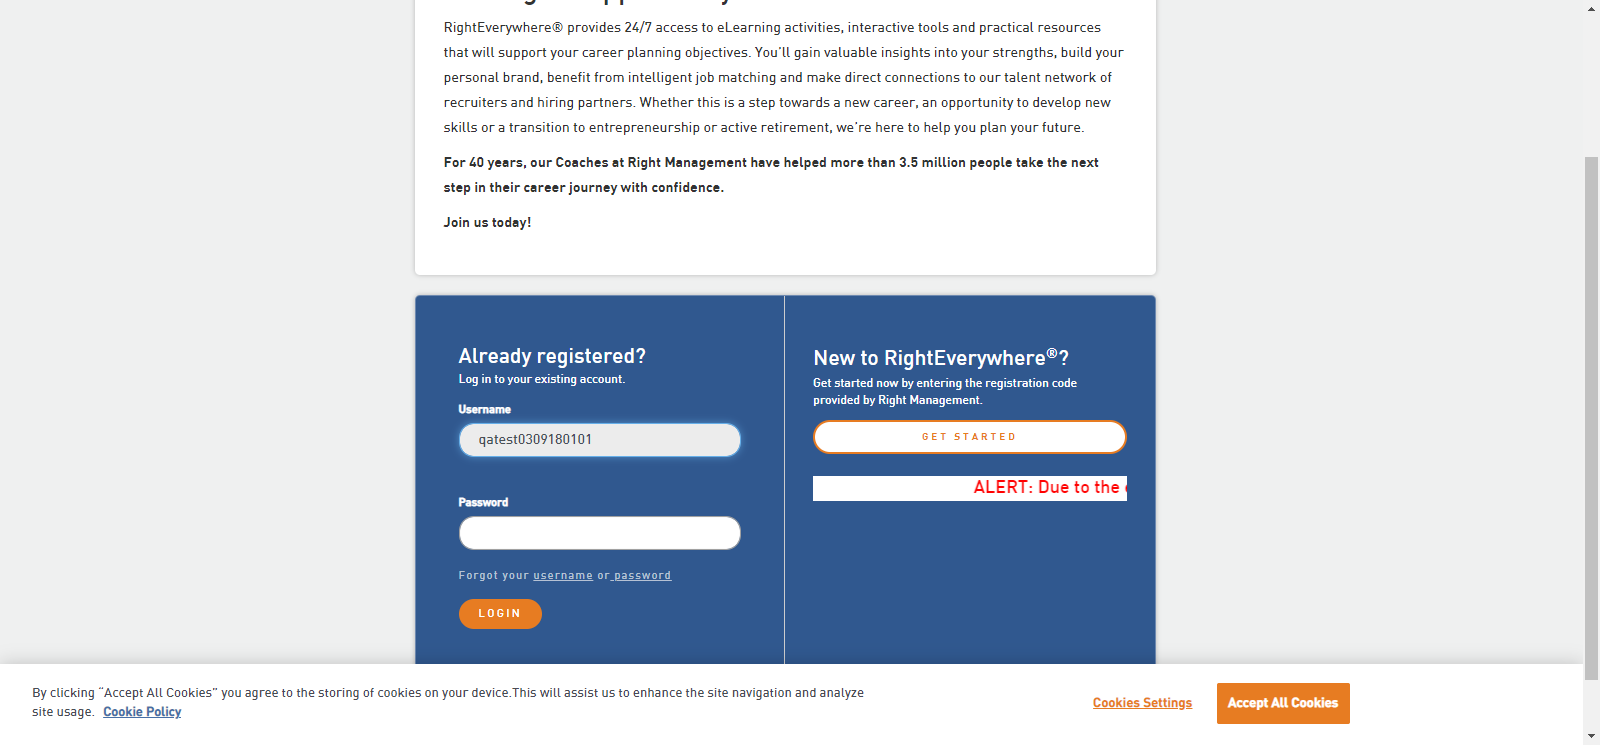 RightEverywhere® provides 24/7 access to eLearning activities, interactive tools and practical resources
that will support your career planning objectives. You'll gain valuable insights into your strengths, build your
personal brand, benefit from intelligent job matching and make direct connections to our talent network of
recruiters and hiring partners. Whether this is a step towards a new career, an opportunity to develop new
skills or a transition to entrepreneurship or active retirement, we're here to help you plan your future.
For 40 years, our Coaches at Right Management have helped more than 3.5 million people take the next
step in their career journey with confidence.
Join us today!
Already registered?
Log in to your existing account.
Username
qatest0309180101
Password
Forgot your username or password
LOGIN
New to RightEverywhere®?
Get started now by entering the registration code
provided by Right Management.
GET STARTED
ALERT: Due to the
By clicking “Accept All Cookies” you agree to the storing of cookies on your device.This will assist us to enhance the site navigation and analyze
site usage. Cookie Policy
Cookies Settings
Accept All Cookies